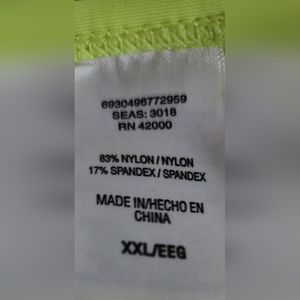 6930496772959
SEAS: 3018
RN 42000
83% NYLON / NYLON
17% SPANDEX / SPANDEX
MADE IN/HECHO EN
CHINA
XXL/EEG